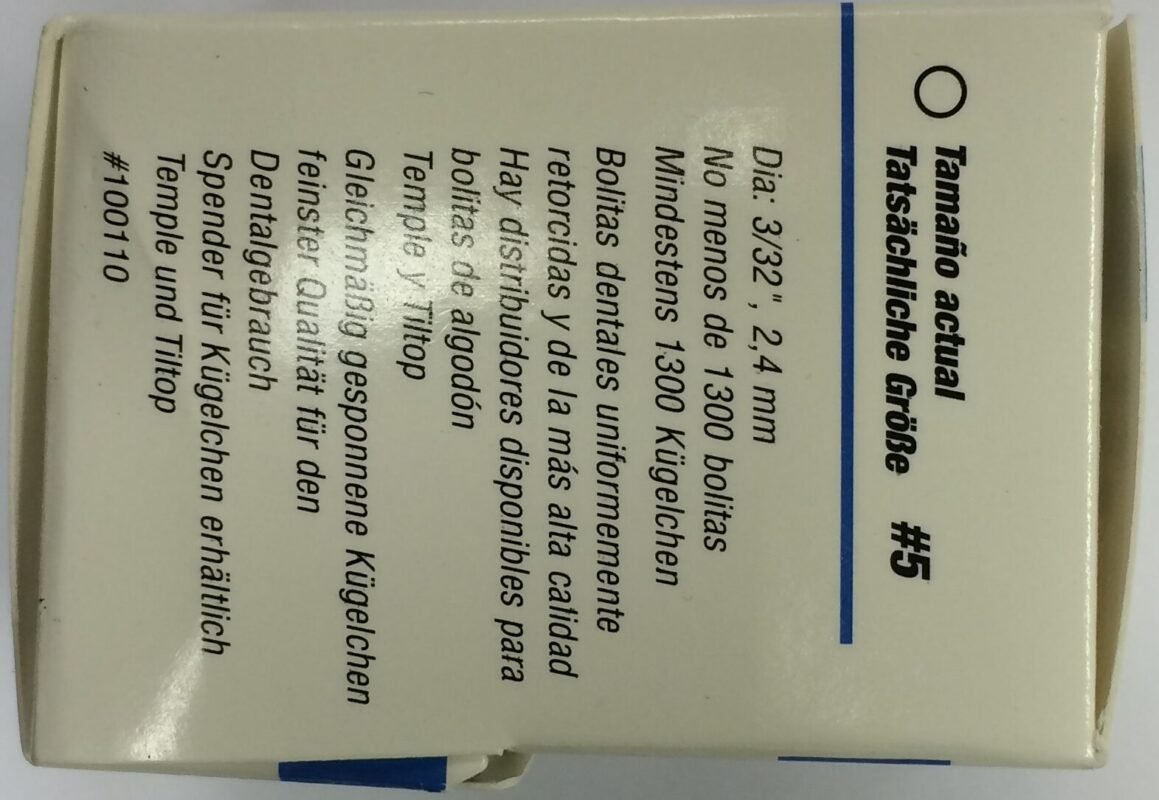 Tamaño actual
Tatsächliche Größe #5
Dia: 3/32", 2,4 mm
No menos de 1300 bolitas
Mindestens 1300 Kügelchen
Bolitas dentales uniformemente
retorcidas y de la más alta calidad
Hay distribuidores disponibles para
bolitas de algodón
Temple y Tiltop
Gleichmäßig gesponnene Kügelchen
feinster Qualität für den
Dentalgebrauch
Spender für Kügelchen erhältlich
Temple und Tiltop
#100110